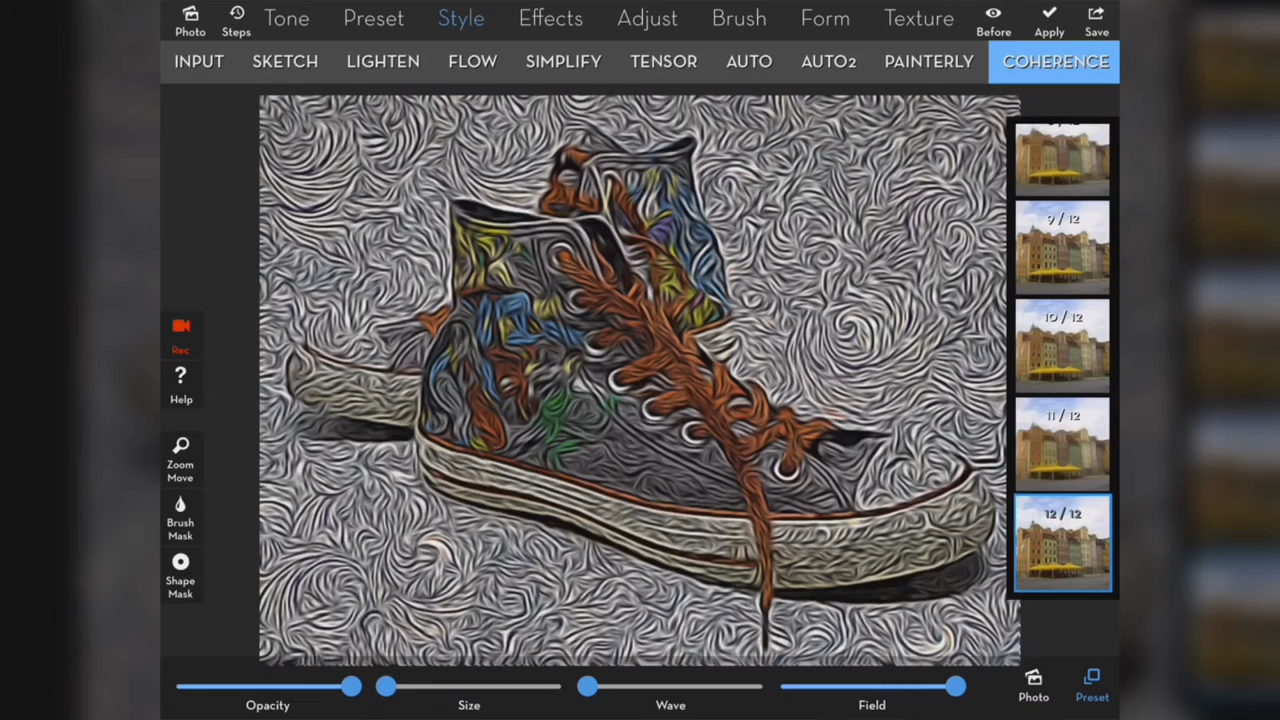 Photo
Steps
Tone
Preset
Style
Effects
Adjust
Brush
Form
Texture
Before
Apply
Save
INPUT
SKETCH
LIGHTEN
FLOW
SIMPLIFY
TENSOR
AUTO
AUTO2
PAINTERLY
COHERENCE
9 / 12
10 / 12
11 / 12
12 / 12
Rec
Help
Zoom
Move
Brush
Mask
Shape
Mask
Opacity
Size
Wave
Field
Photo
Preset